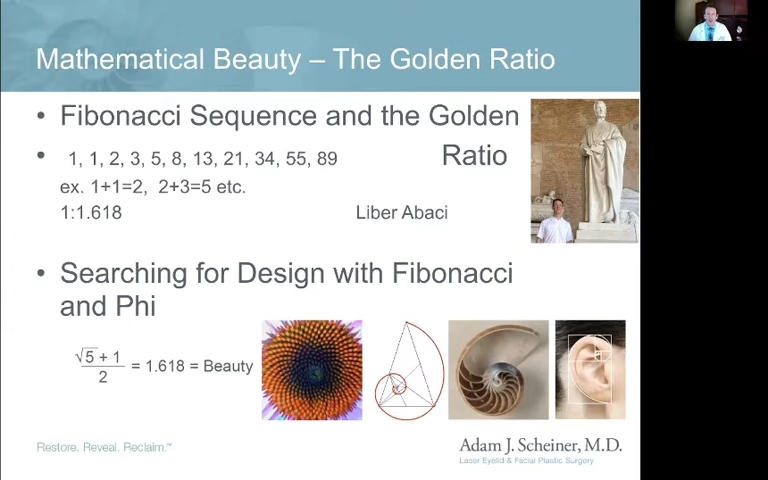 Mathematical Beauty – The Golden Ratio
• Fibonacci Sequence and the Golden
• 1, 1, 2, 3, 5, 8, 13, 21, 34, 55, 89 Ratio
ex. 1+1=2, 2+3=5 etc.
1:1.618 Liber Abaci
• Searching for Design with Fibonacci
and Phi
√5 + 1
2
= 1.618 = Beauty
Restore. Reveal. Reclaim.™
Adam J. Scheiner, M.D.
Laser Eyelid & Facial Plastic Surgery